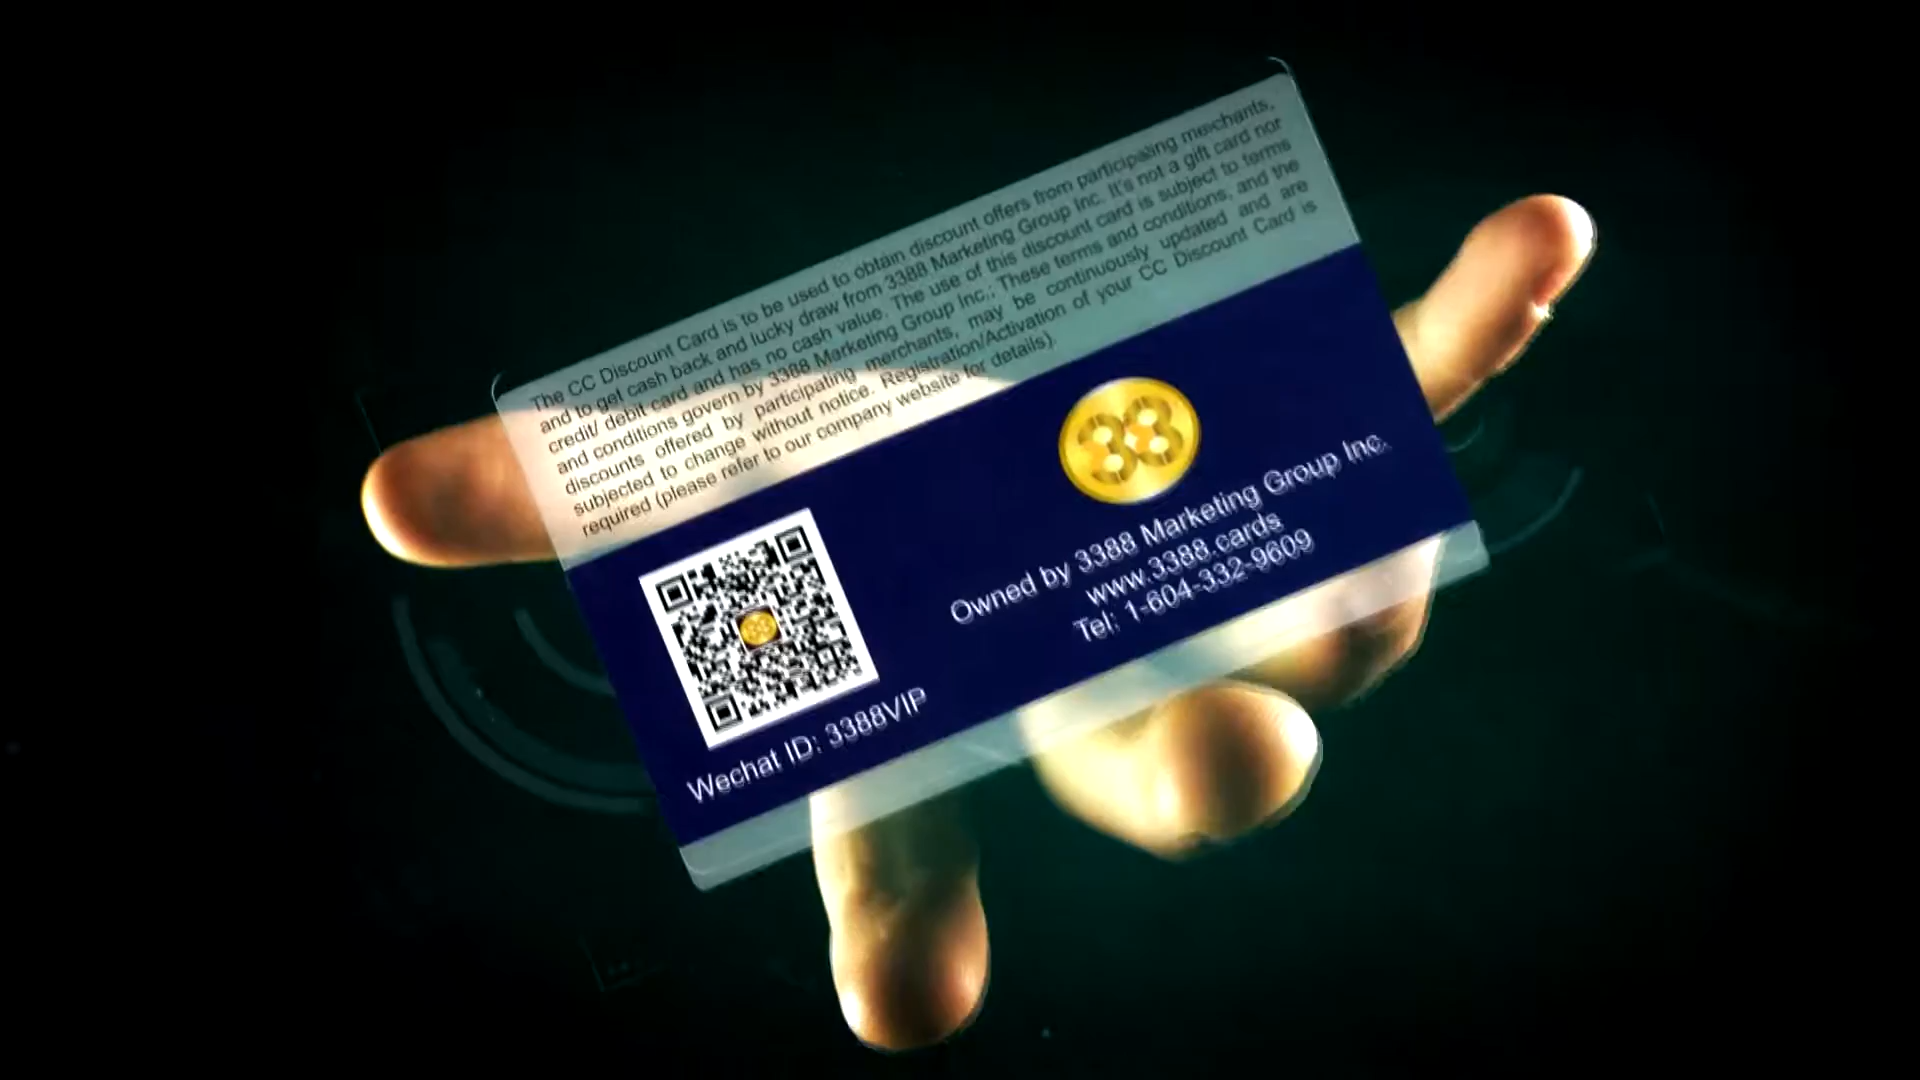 The CC Discount Card is to be used to obtain discount offers from participating merchants,
and to get cash back and lucky draw from 3388 Marketing Group Inc. It's not a gift card nor
credit/ debit card and has no cash value. The use of this discount card is subject to terms
and conditions govern by 3388 Marketing Group Inc.; These terms and conditions, and the
discounts offered by participating merchants, may be continuously updated and are
subjected to change without notice. Registration/Activation of your CC Discount Card is
required (please refer to our company website for details).
38
Owned by 3388 Marketing Group Inc.
www.3388.cards
Tel: 1-604-332-9609
Wechat ID: 3388VIP